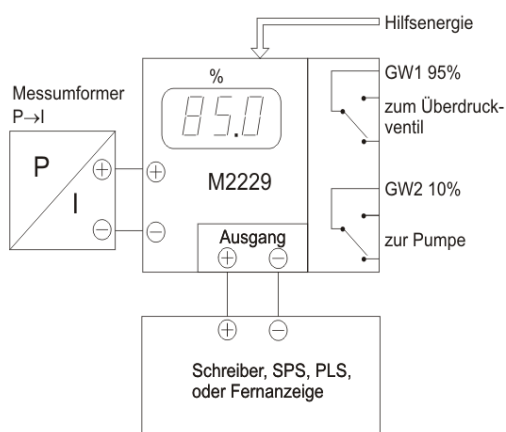 Hilfsenergie
%
85.0
M2229
Messumformer
P→I
P
I
+
−
+
−
GW1 95%
zum Überdruck-
ventil
GW2 10%
zur Pumpe
Ausgang
+ −
+ −
Schreiber, SPS, PLS,
oder Fernanzeige